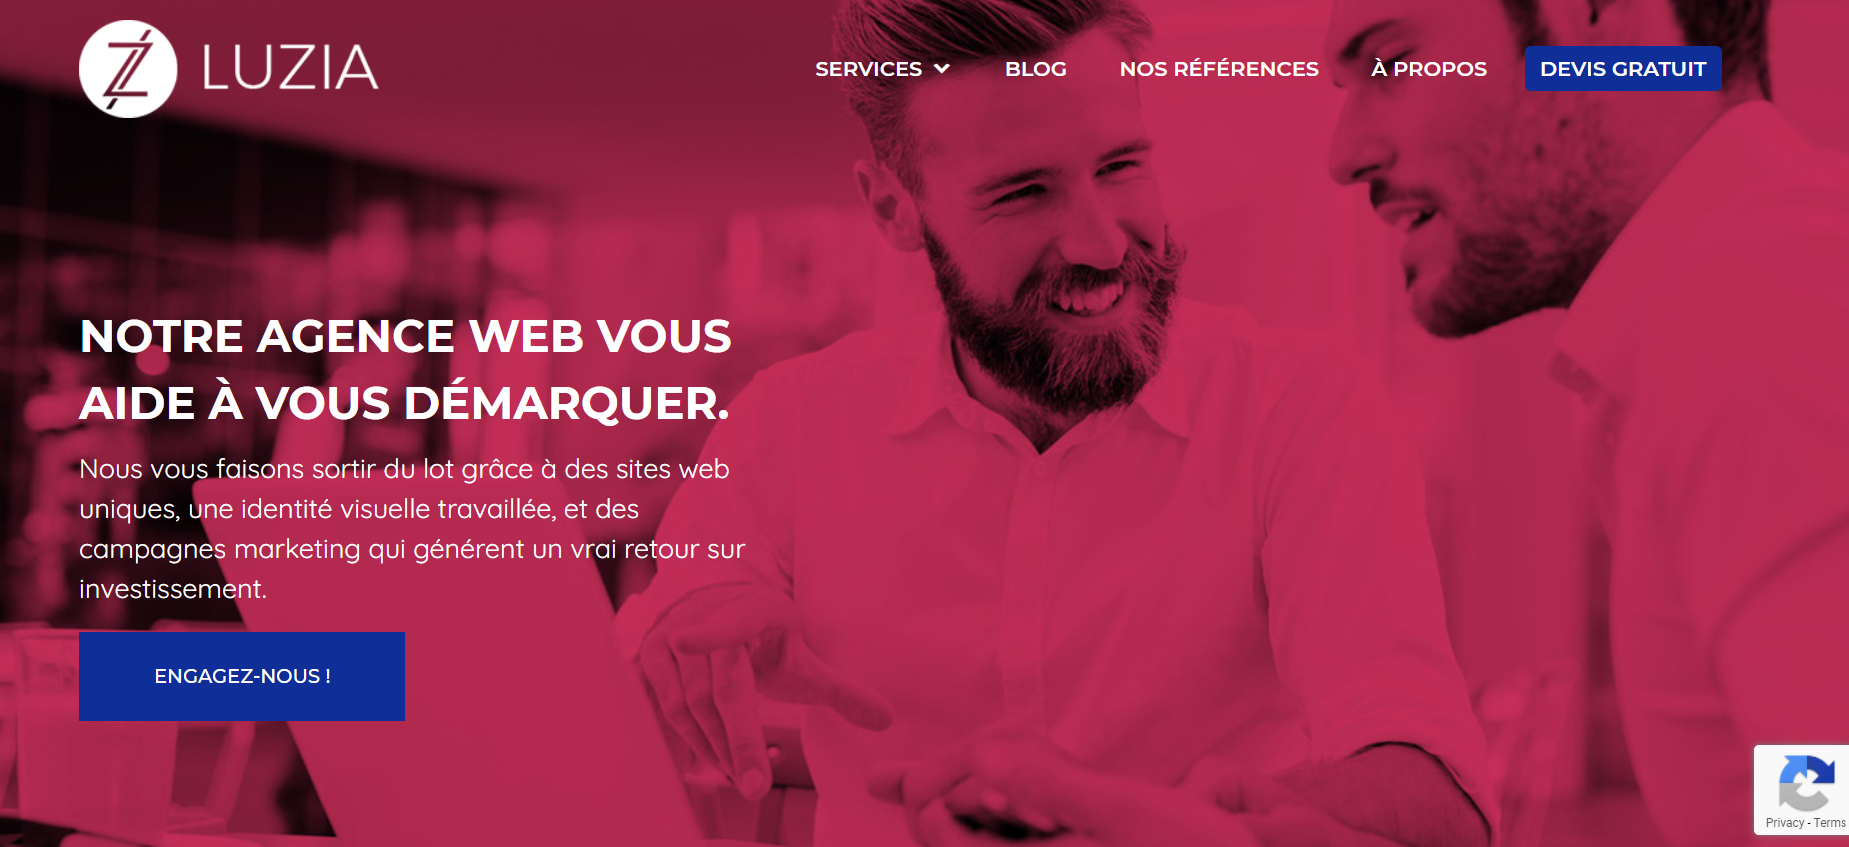 LUZIA
SERVICES
BLOG
NOS RÉFÉRENCES
À PROPOS
DEVIS GRATUIT
NOTRE AGENCE WEB VOUS
AIDE À VOUS DÉMARQUER.
Nous vous faisons sortir du lot grâce à des sites web
uniques, une identité visuelle travaillée, et des
campagnes marketing qui générent un vrai retour sur
investissement.
ENGAGEZ-NOUS !
Privacy - Terms